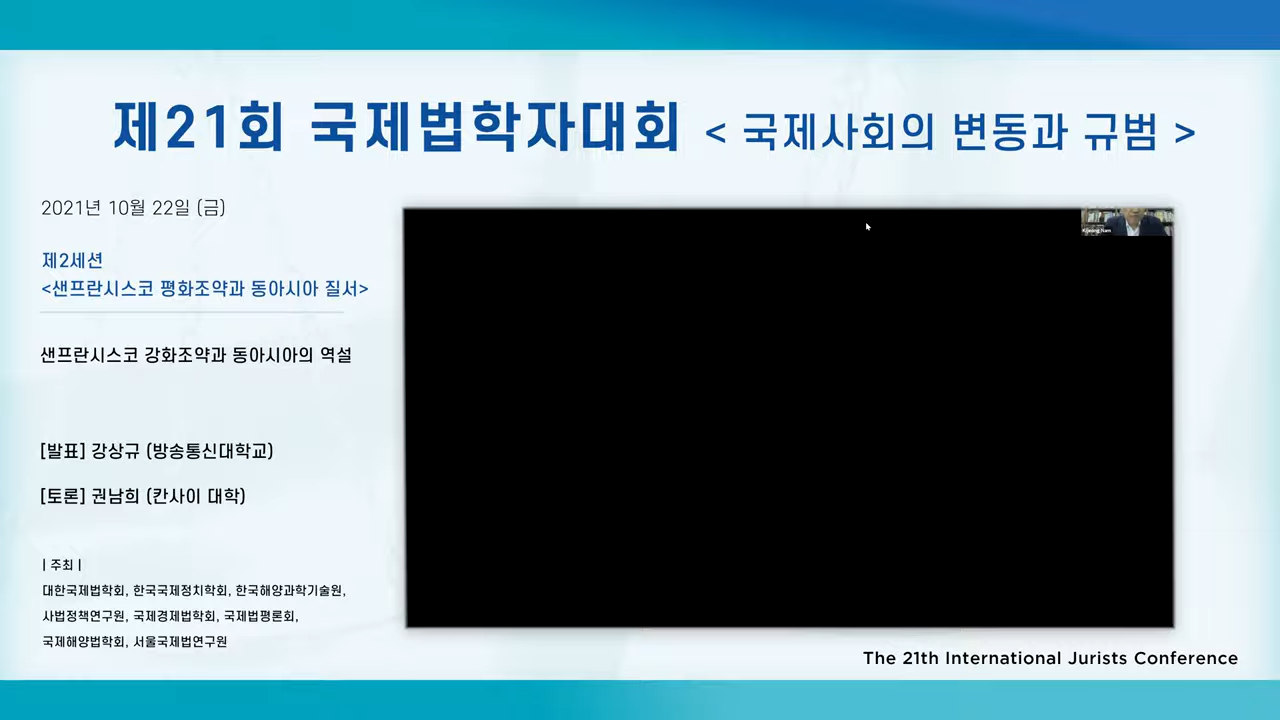 제21회 국제법학자대회 < 국제사회의 변동과 규범 >
2021년 10월 22일 (금)
제2세션
<샌프란시스코 평화조약과 동아시아 질서>
샌프란시스코 강화조약과 동아시아의 역설
[발표] 강상규 (방송통신대학교)
[토론] 권남희 (칸사이 대학)
| 주최 |
대한국제법학회, 한국국제정치학회, 한국해양과학기술원,
사법정책연구원, 국제경제법학회, 국제법평론회,
국제해양법학회, 서울국제법연구원
The 21th International Jurists Conference